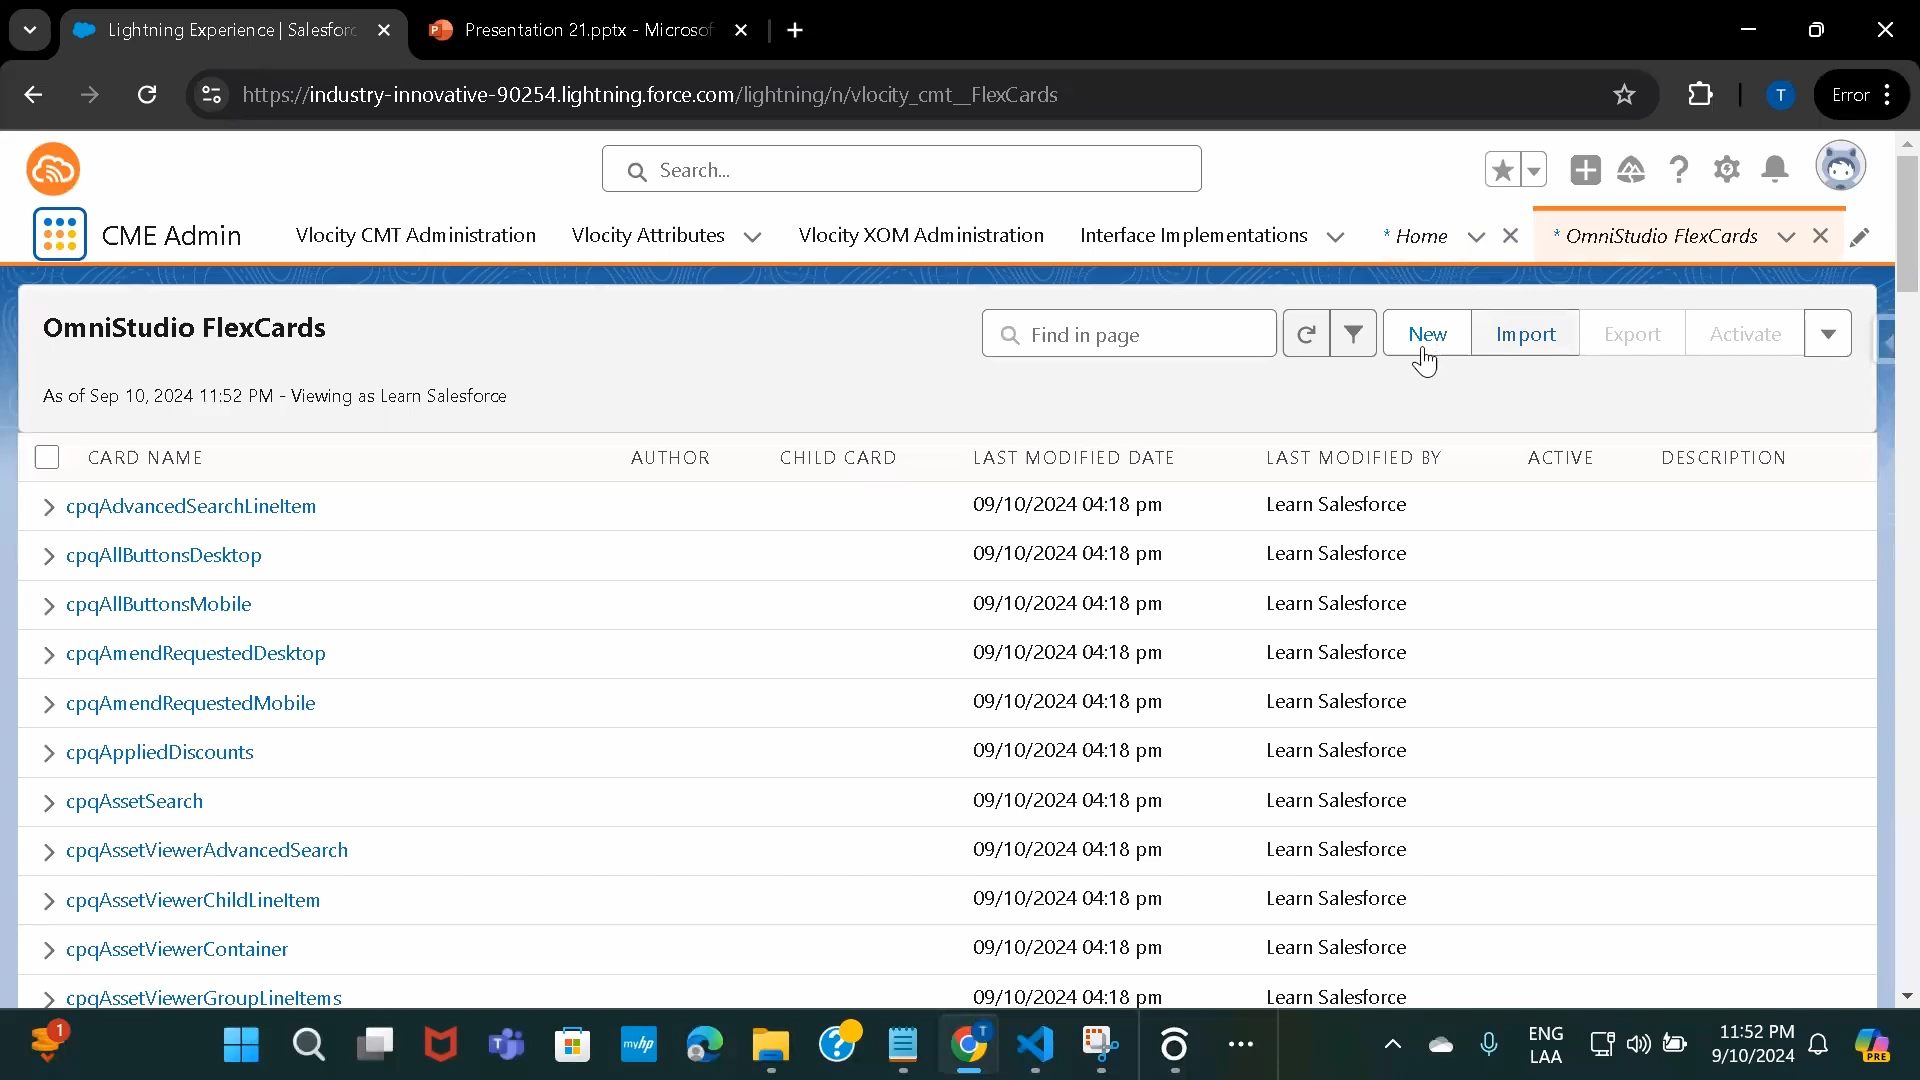 Lightning Experience | Salesforc
Presentation 21.pptx - Microsof
https://industry-innovative-90254.lightning.force.com/lightning/n/vlocity_cmt__FlexCards
T
Error
Search...
CME Admin
Vlocity CMT Administration
Vlocity Attributes
Vlocity XOM Administration
Interface Implementations
* Home
* OmniStudio FlexCards
OmniStudio FlexCards
Find in page
New
Import
Export
Activate
As of Sep 10, 2024 11:52 PM - Viewing as Learn Salesforce
CARD NAME AUTHOR CHILD CARD LAST MODIFIED DATE LAST MODIFIED BY ACTIVE DESCRIPTION
cpqAdvancedSearchLineItem 09/10/2024 04:18 pm Learn Salesforce
cpqAllButtonsDesktop 09/10/2024 04:18 pm Learn Salesforce
cpqAllButtonsMobile 09/10/2024 04:18 pm Learn Salesforce
cpqAmendRequestedDesktop 09/10/2024 04:18 pm Learn Salesforce
cpqAmendRequestedMobile 09/10/2024 04:18 pm Learn Salesforce
cpqAppliedDiscounts 09/10/2024 04:18 pm Learn Salesforce
cpqAssetSearch 09/10/2024 04:18 pm Learn Salesforce
cpqAssetViewerAdvancedSearch 09/10/2024 04:18 pm Learn Salesforce
cpqAssetViewerChildLineItem 09/10/2024 04:18 pm Learn Salesforce
cpqAssetViewerContainer 09/10/2024 04:18 pm Learn Salesforce
cpqAssetViewerGroupLineItems 09/10/2024 04:18 pm Learn Salesforce
1
myhp
T
ENG
LAA
11:52 PM
9/10/2024
PRE